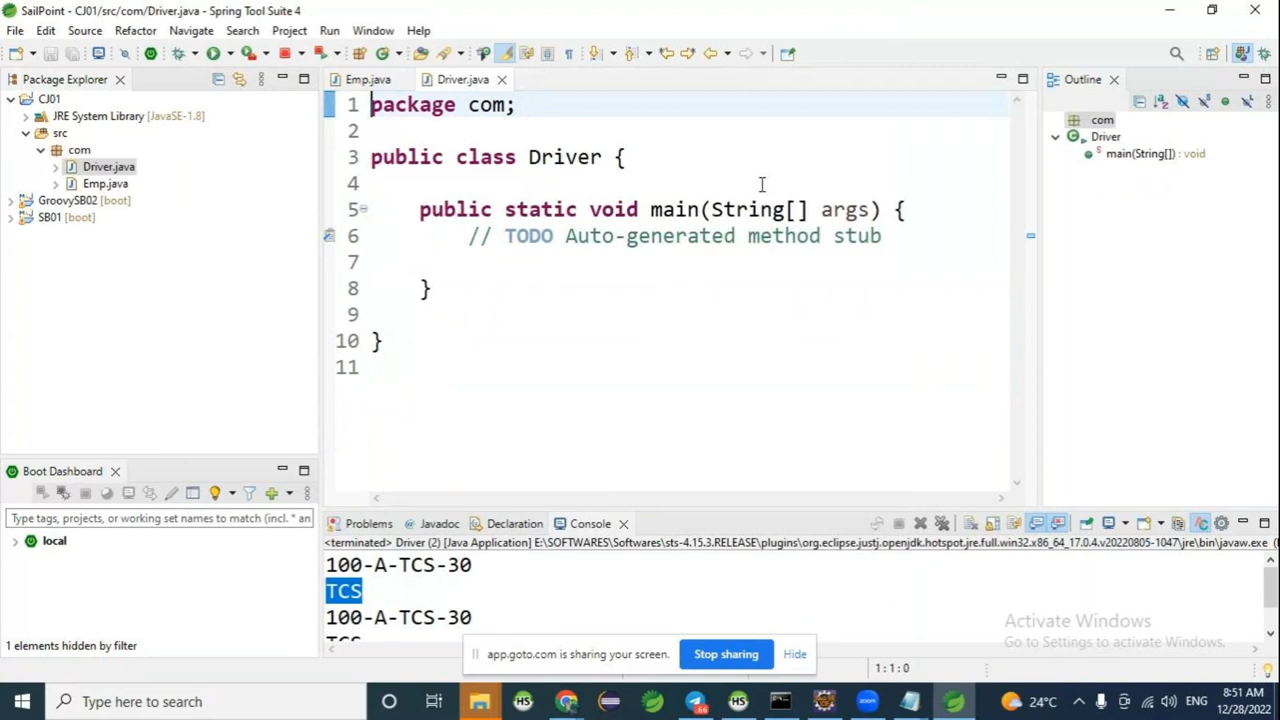 SailPoint - CJ01/src/com/Driver.java - Spring Tool Suite 4
File Edit Source Refactor Navigate Search Project Run Window Help
Package Explorer
CJ01
JRE System Library [JavaSE-1.8]
src
com
Driver.java
Emp.java
GroovySB02 [boot]
SB01 [boot]
Emp.java
Driver.java
1 package com;
2
3 public class Driver {
4
5 public static void main(String[] args) {
6 // TODO Auto-generated method stub
7
8 }
9
10 }
11
Outline
com
Driver
main(String[]) : void
Boot Dashboard
Type tags, projects, or working set names to match (incl. * an
local
1 elements hidden by filter
Problems Javadoc Declaration Console
<terminated> Driver (2) [Java Application] E:\SOFTWARES\Softwares\sts-4.15.3.RELEASE\plugins\org.eclipse.justj.openjdk.hotspot.jre.full.win32.x86_64_17.0.4.v20220805-1047\jre\bin\javaw.exe (
100-A-TCS-30
TCS
100-A-TCS-30
TCS
Activate Windows
Go to Settings to activate Windows.
app.goto.com is sharing your screen. Stop sharing Hide
1:1:0
Type here to search
66
zoom
24°C
ENG
8:51 AM
12/28/2022